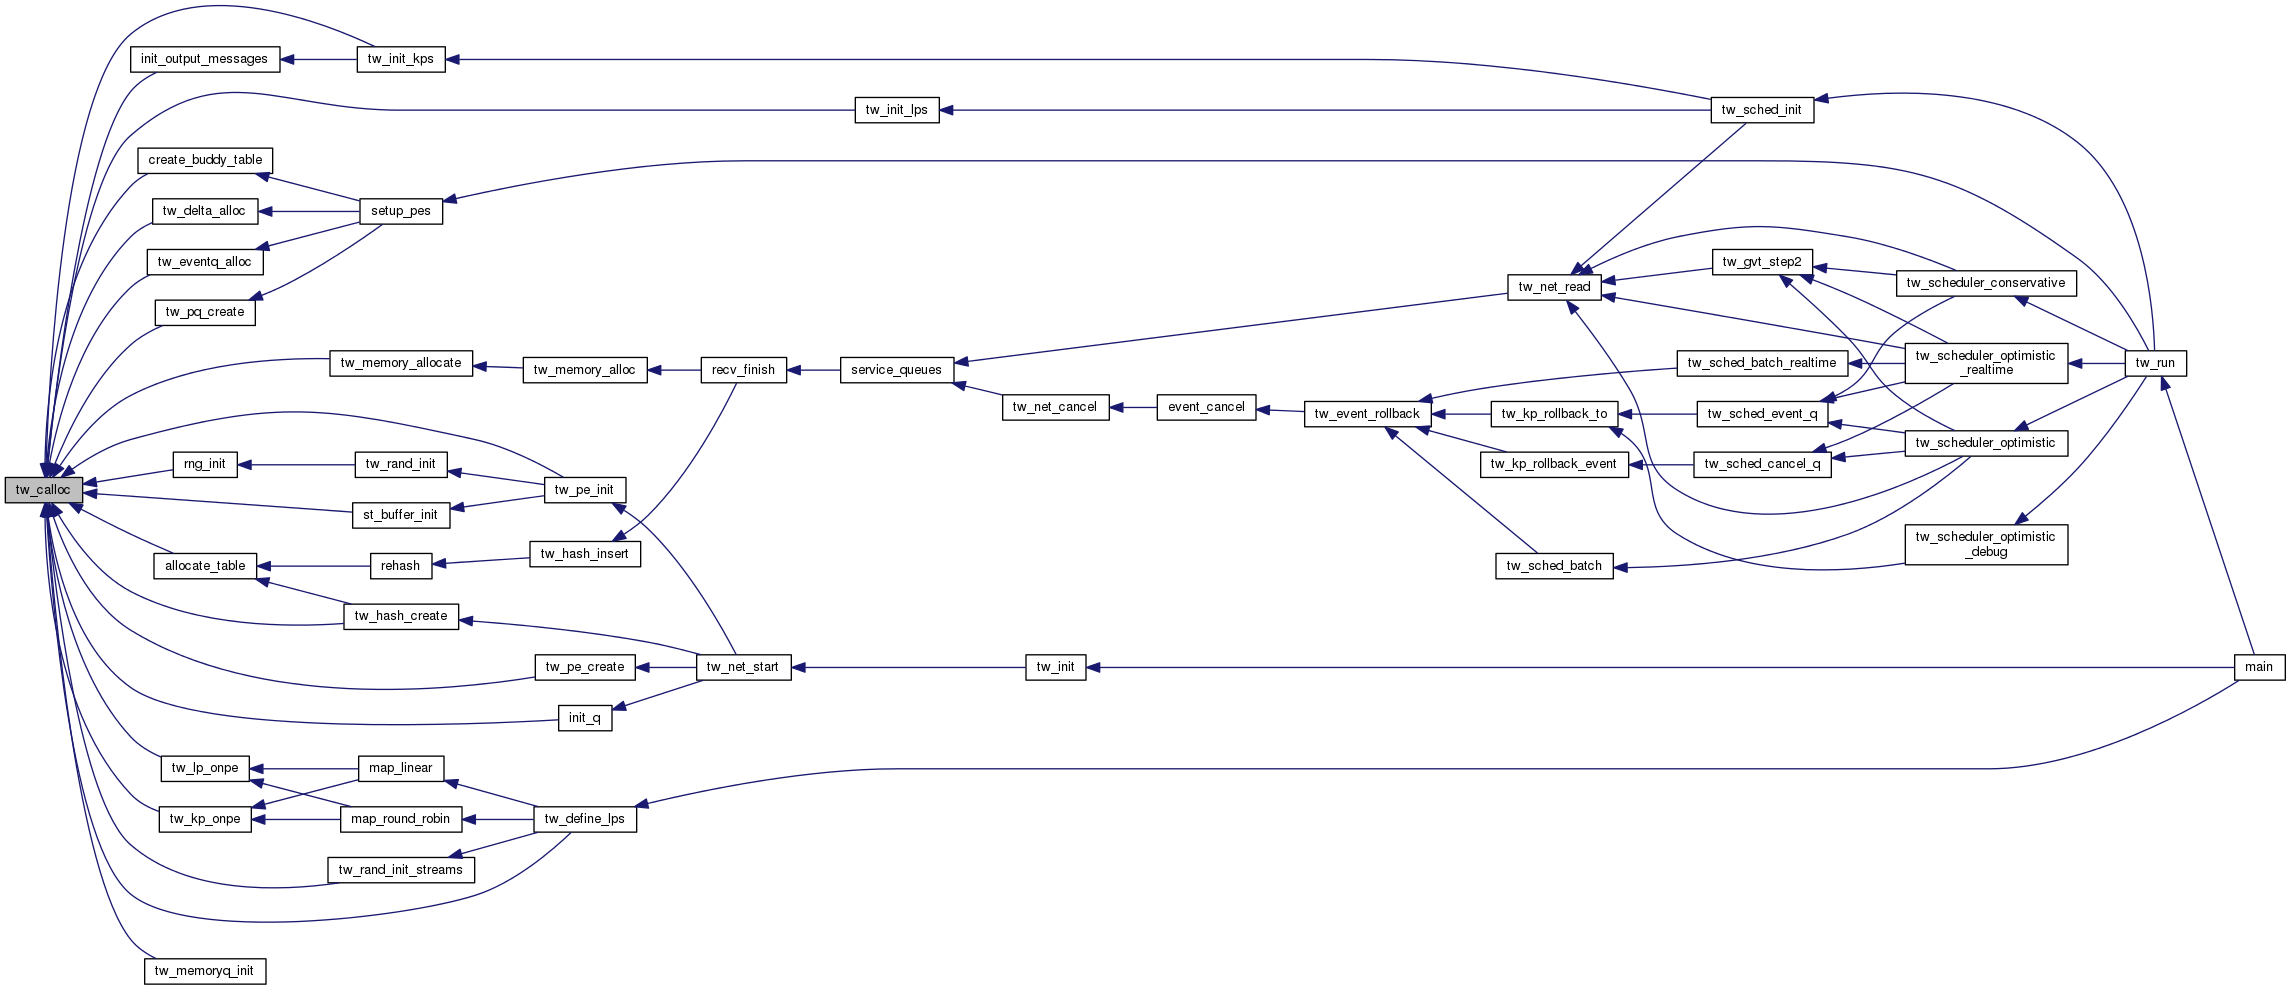 init_output_messages
tw_init_kps
tw_init_lps
tw_sched_init
create_buddy_table
tw_delta_alloc
setup_pes
tw_eventq_alloc
tw_gvt_step2
tw_net_read
tw_scheduler_conservative
tw_pq_create
tw_memory_allocate
tw_memory_alloc
recv_finish
service_queues
tw_sched_batch_realtime
tw_scheduler_optimistic
_realtime
tw_run
tw_net_cancel
event_cancel
tw_event_rollback
tw_kp_rollback_to
tw_sched_event_q
tw_scheduler_optimistic
rng_init
tw_rand_init
tw_kp_rollback_event
tw_sched_cancel_q
tw_calloc
tw_pe_init
st_buffer_init
tw_scheduler_optimistic
_debug
tw_hash_insert
allocate_table
rehash
tw_sched_batch
tw_hash_create
tw_pe_create
tw_net_start
tw_init
main
init_q
tw_lp_onpe
map_linear
tw_kp_onpe
map_round_robin
tw_define_lps
tw_rand_init_streams
tw_memoryq_init